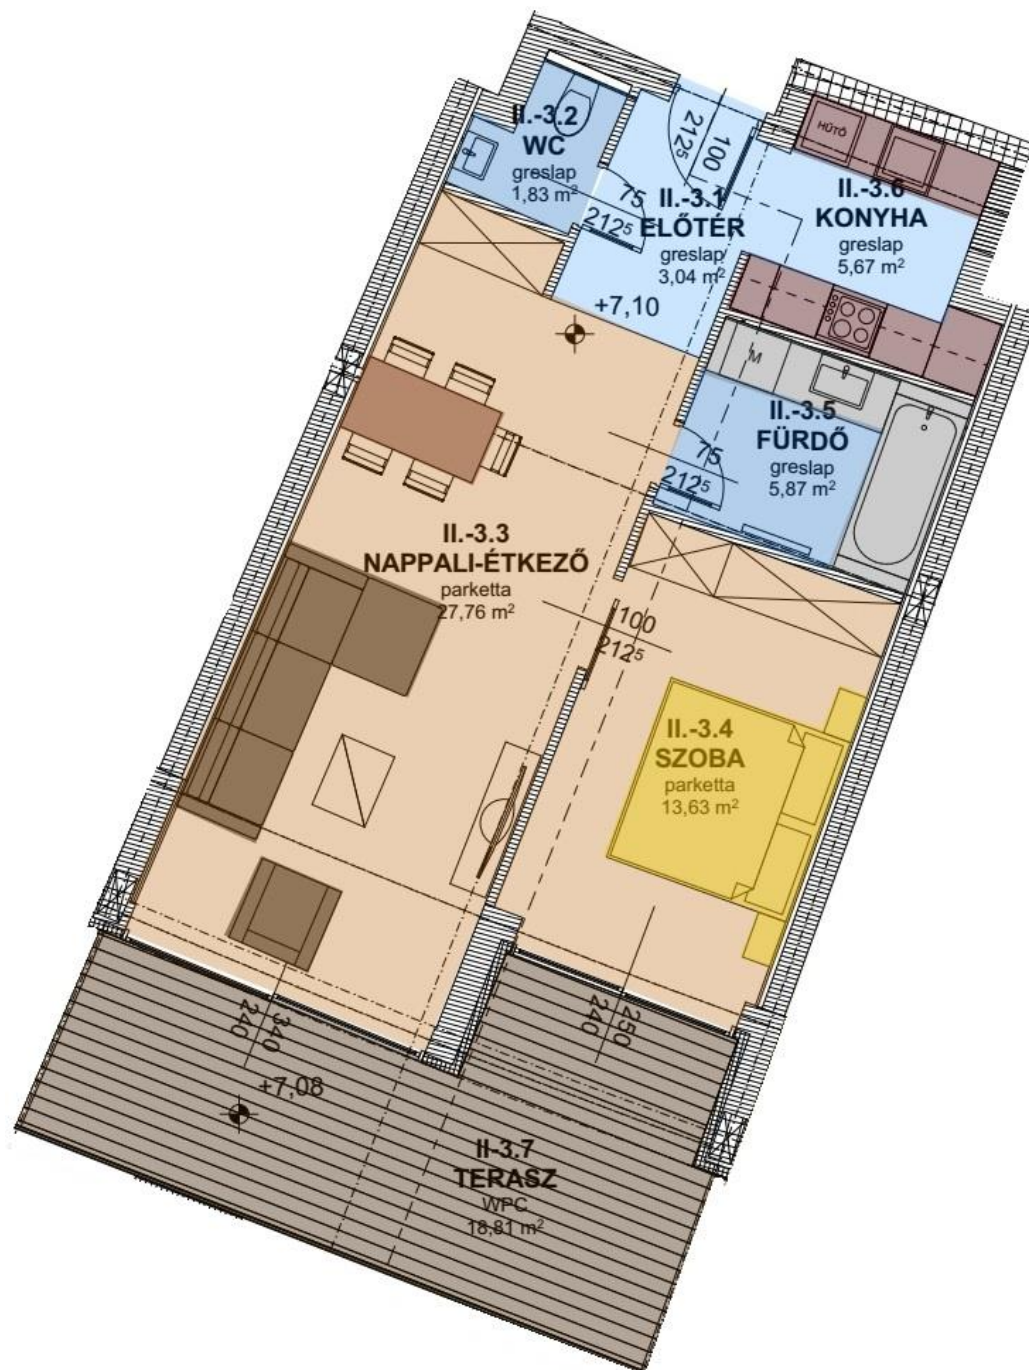 II.-3.2
WC
greslap
1,83 m²
75
212⁵
100
212⁵
II.-3.1
ELŐTÉR
greslap
3,04 m²
+7,10
HŰTŐ
II.-3.6
KONYHA
greslap
5,67 m²
M
II.-3.5
FÜRDŐ
greslap
5,87 m²
75
212⁵
II.-3.3
NAPPALI-ÉTKEZŐ
parketta
27,76 m²
100
212⁵
II.-3.4
SZOBA
parketta
13,63 m²
340
240
250
240
+7,08
II-3.7
TERASZ
WPC
18,81 m²